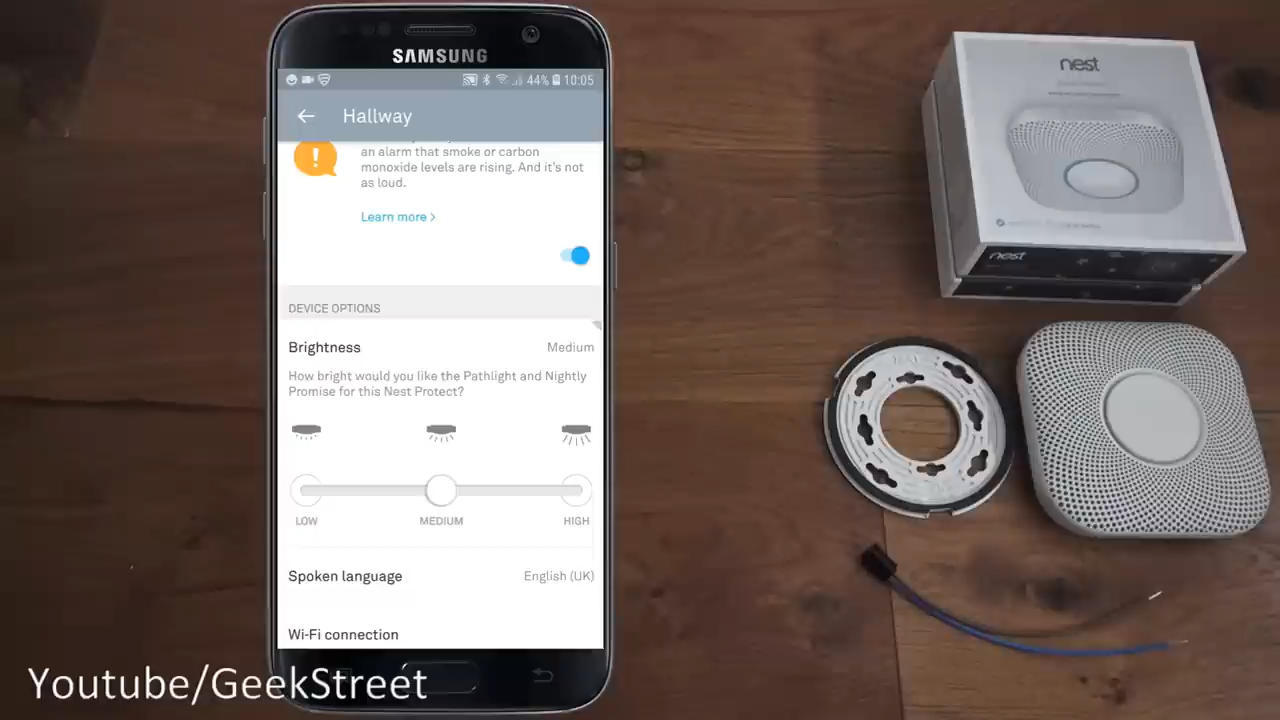 SAMSUNG
44% 10:05
Hallway
an alarm that smoke or carbon
monoxide levels are rising. And it's not
as loud.
Learn more >
DEVICE OPTIONS
Brightness
Medium
How bright would you like the Pathlight and Nightly
Promise for this Nest Protect?
LOW
MEDIUM
HIGH
Spoken language
English (UK)
Wi-Fi connection
nest
nest
Youtube/GeekStreet